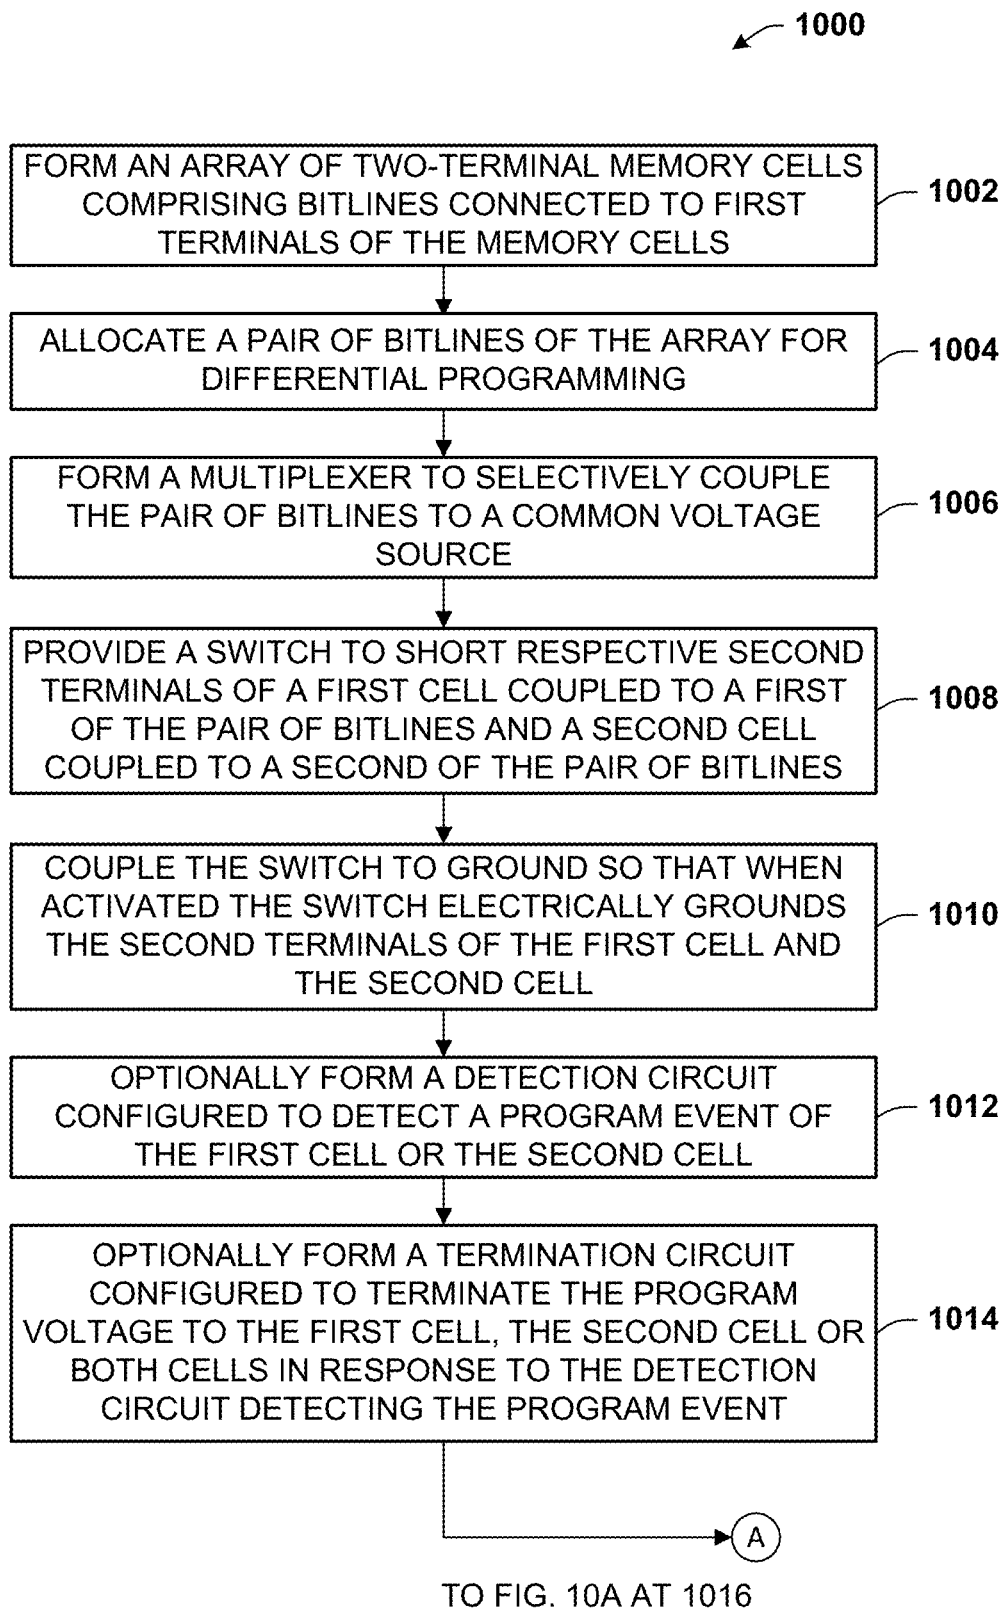 1000
FORM AN ARRAY OF TWO-TERMINAL MEMORY CELLS
COMPRISING BITLINES CONNECTED TO FIRST
TERMINALS OF THE MEMORY CELLS
1002
ALLOCATE A PAIR OF BITLINES OF THE ARRAY FOR
DIFFERENTIAL PROGRAMMING
1004
FORM A MULTIPLEXER TO SELECTIVELY COUPLE
THE PAIR OF BITLINES TO A COMMON VOLTAGE
SOURCE
1006
PROVIDE A SWITCH TO SHORT RESPECTIVE SECOND
TERMINALS OF A FIRST CELL COUPLED TO A FIRST
OF THE PAIR OF BITLINES AND A SECOND CELL
COUPLED TO A SECOND OF THE PAIR OF BITLINES
1008
COUPLE THE SWITCH TO GROUND SO THAT WHEN
ACTIVATED THE SWITCH ELECTRICALLY GROUNDS
THE SECOND TERMINALS OF THE FIRST CELL AND
THE SECOND CELL
1010
OPTIONALLY FORM A DETECTION CIRCUIT
CONFIGURED TO DETECT A PROGRAM EVENT OF
THE FIRST CELL OR THE SECOND CELL
1012
OPTIONALLY FORM A TERMINATION CIRCUIT
CONFIGURED TO TERMINATE THE PROGRAM
VOLTAGE TO THE FIRST CELL, THE SECOND CELL OR
BOTH CELLS IN RESPONSE TO THE DETECTION
CIRCUIT DETECTING THE PROGRAM EVENT
1014
A
TO FIG. 10A AT 1016